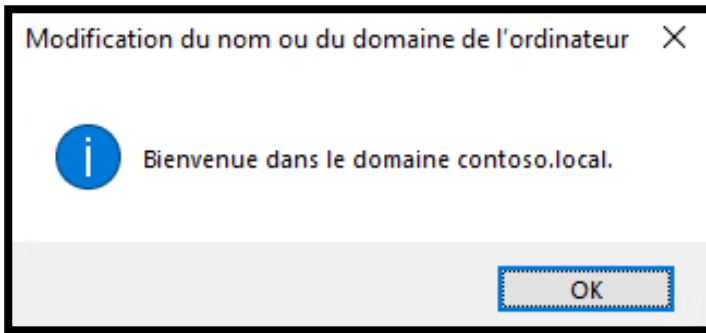 Modification du nom ou du domaine de l'ordinateur
Bienvenue dans le domaine contoso.local.
OK